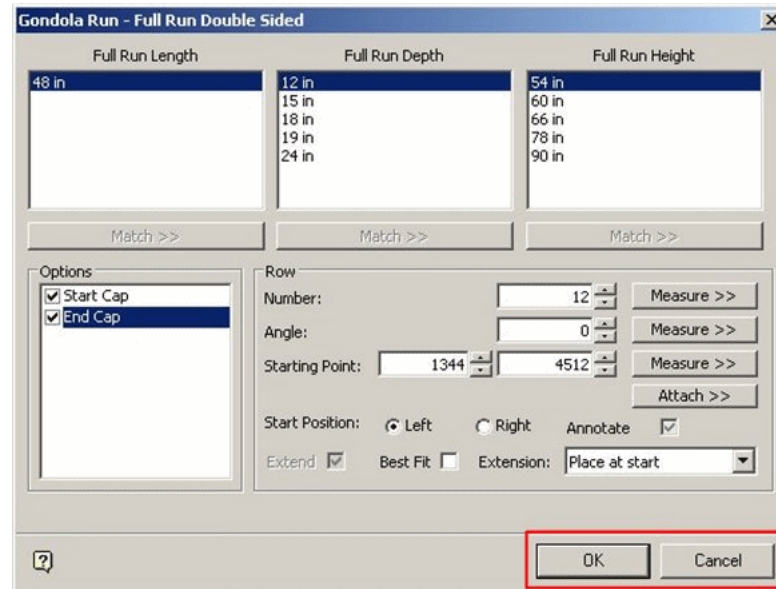 Gondola Run - Full Run Double Sided
Full Run Length
Full Run Depth
Full Run Height
48 in
12 in
15 in
18 in
19 in
24 in
54 in
60 in
66 in
78 in
90 in
Match >>
Match >>
Match >>
Options
Start Cap
End Cap
Row
Number: 12 Measure >>
Angle: 0 Measure >>
Starting Point: 1344 4512 Measure >>
Attach >>
Start Position: Left Right Annotate
Extend Best Fit Extension: Place at start
?
OK Cancel